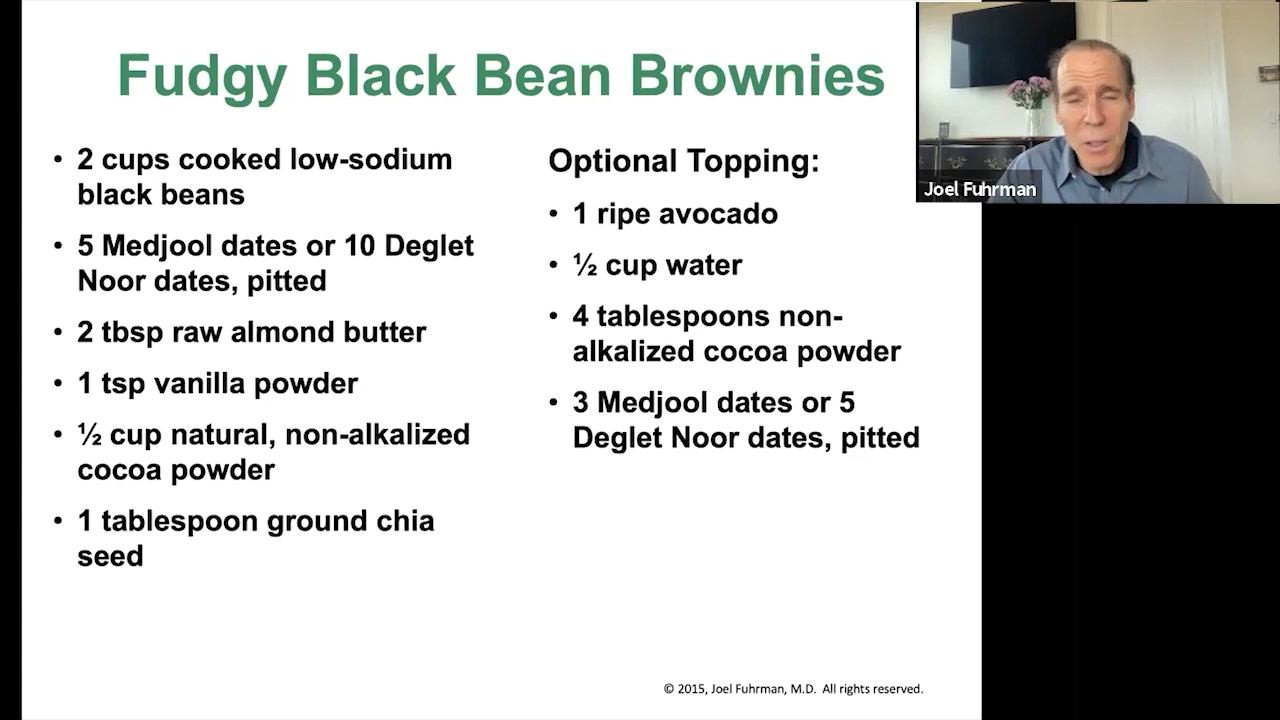 Fudgy Black Bean Brownies
• 2 cups cooked low-sodium
black beans
• 5 Medjool dates or 10 Deglet
Noor dates, pitted
• 2 tbsp raw almond butter
• 1 tsp vanilla powder
• ½ cup natural, non-alkalized
cocoa powder
• 1 tablespoon ground chia
seed
Optional Topping:
• 1 ripe avocado
• ½ cup water
• 4 tablespoons non-
alkalized cocoa powder
• 3 Medjool dates or 5
Deglet Noor dates, pitted
Joel Fuhrman
© 2015, Joel Fuhrman, M.D. All rights reserved.